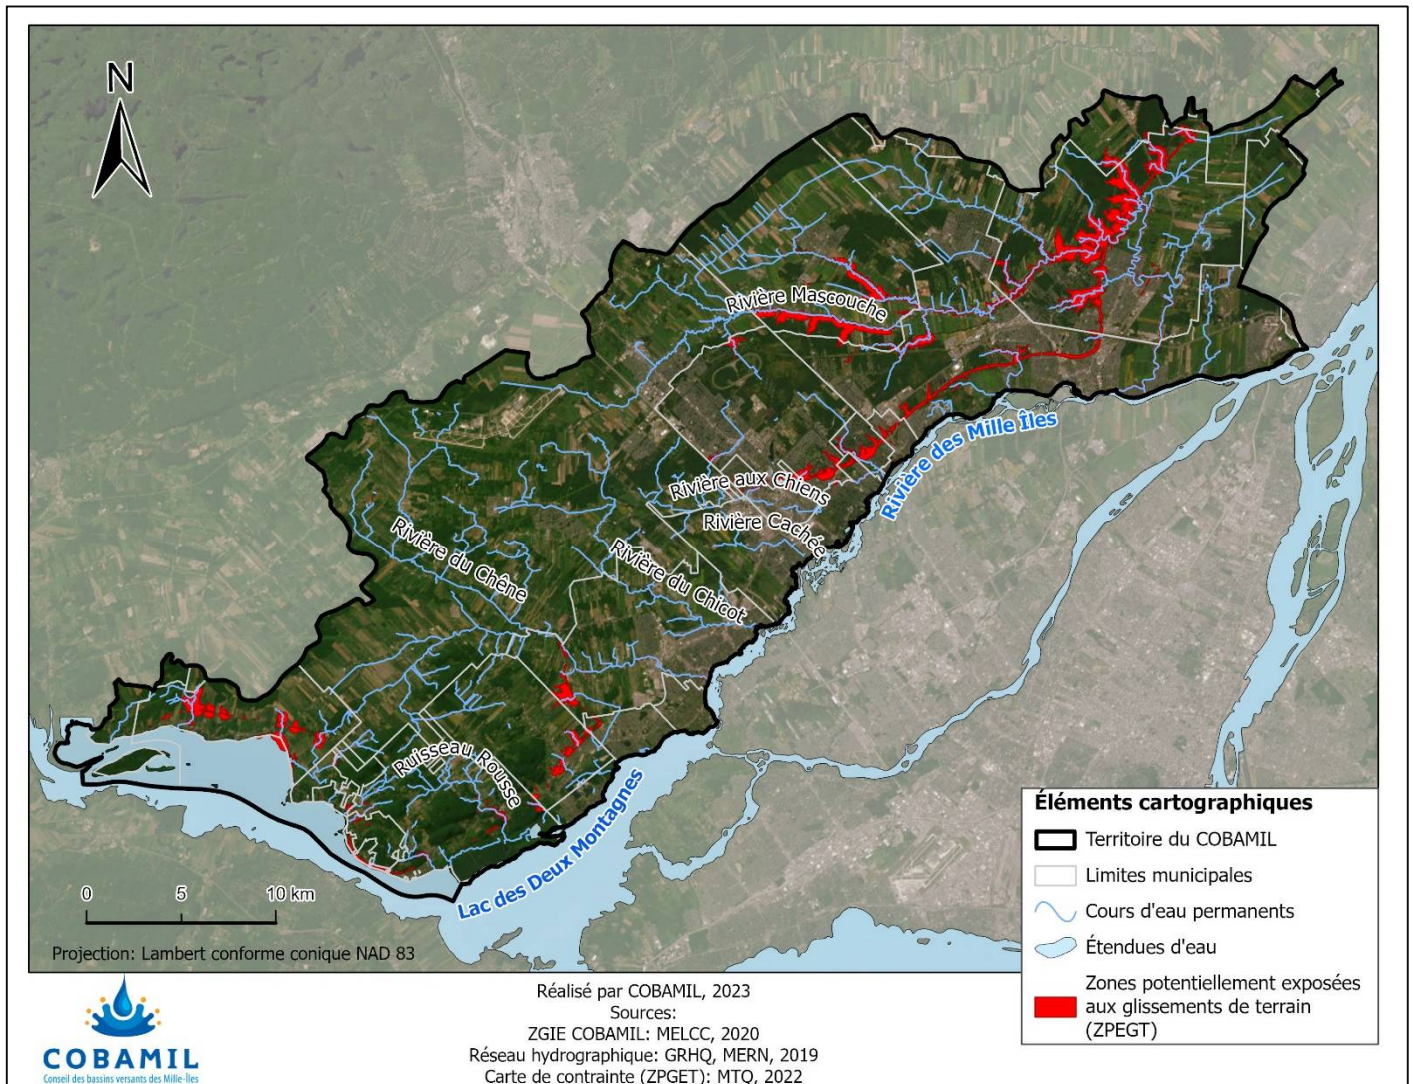 N
Rivière Mascouche
Rivière des Mille Îles
Rivière aux Chiens
Rivière Cachée
Rivière du Chêne
Rivière du Chicot
Ruisseau Rousse
Lac des Deux Montagnes
0 5 10 km
Projection: Lambert conforme conique NAD 83
Éléments cartographiques
Territoire du COBAMIL
Limites municipales
Cours d'eau permanents
Étendues d'eau
Zones potentiellement exposées
aux glissements de terrain
(ZPEGT)
COBAMIL
Conseil des bassins versants des Mille-Îles
Réalisé par COBAMIL, 2023
Sources:
ZGIE COBAMIL: MELCC, 2020
Réseau hydrographique: GRHQ, MERN, 2019
Carte de contrainte (ZPGET): MTQ, 2022